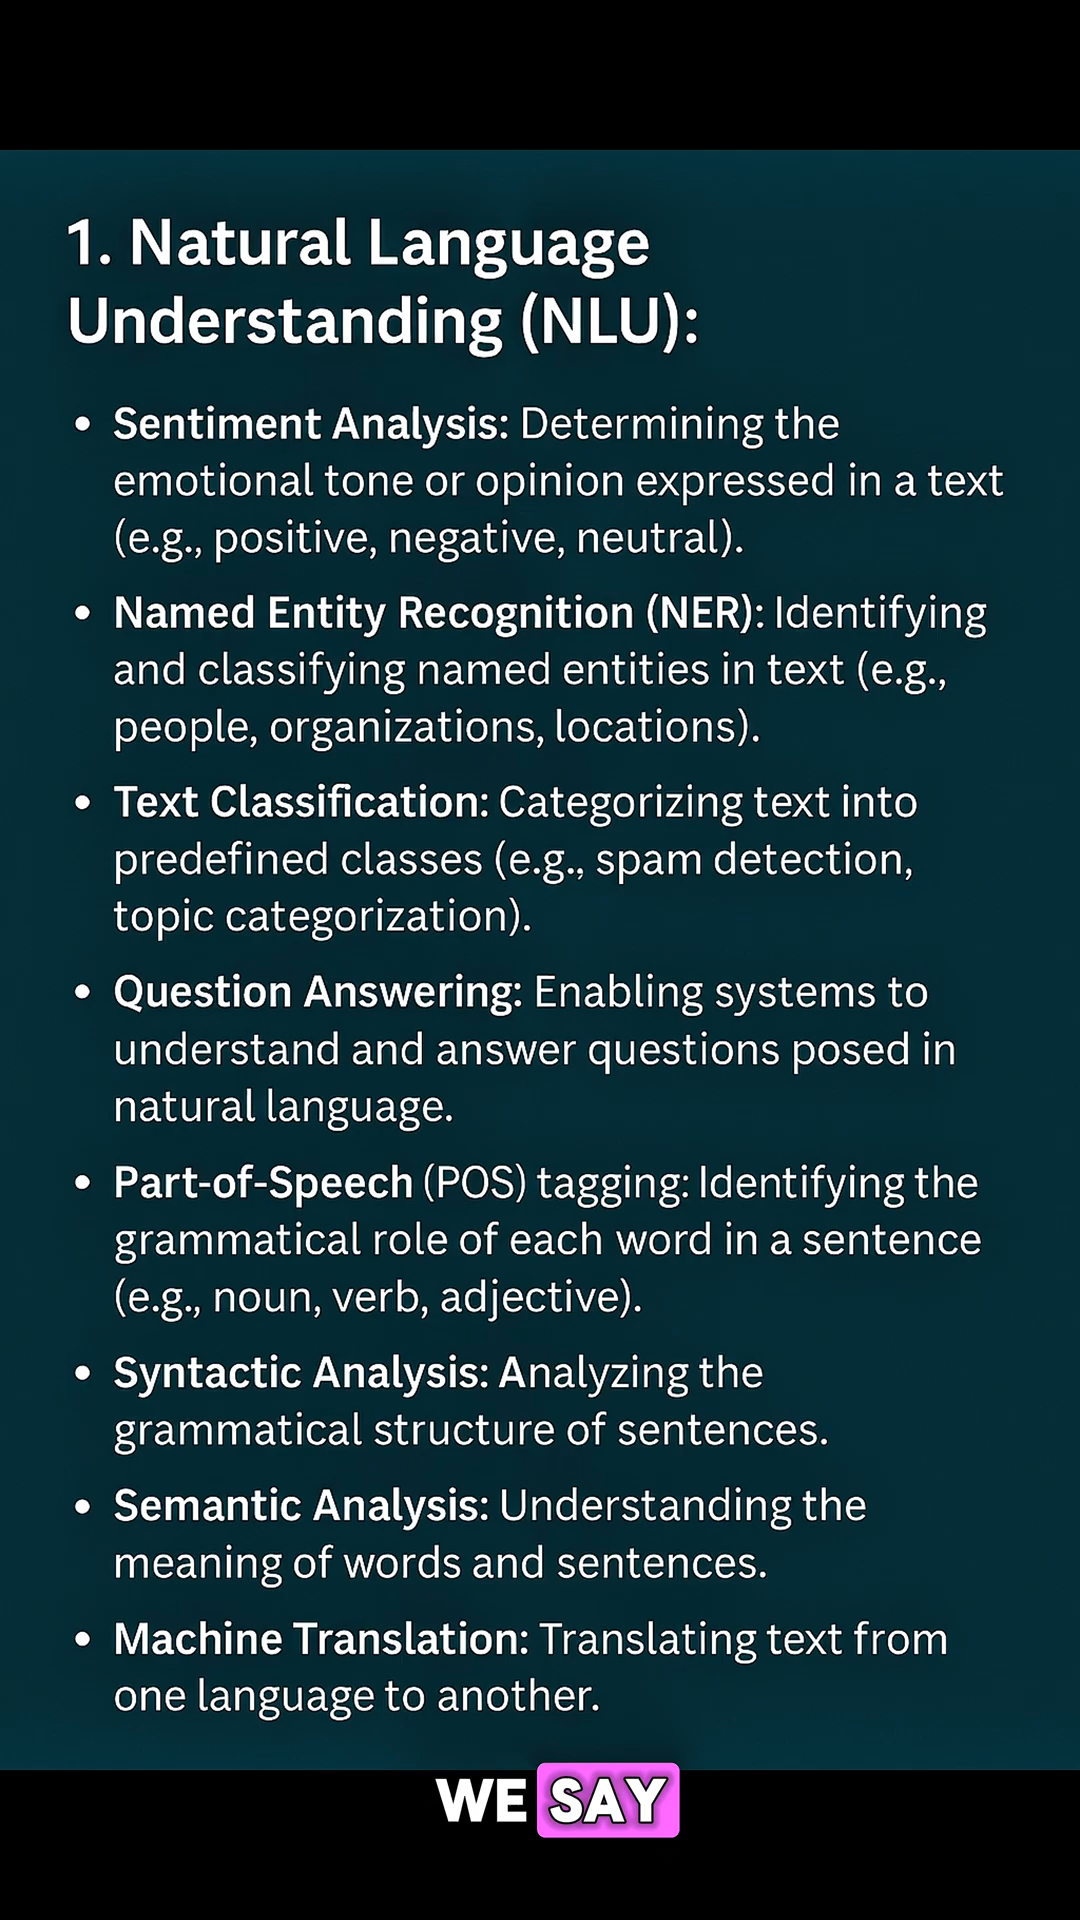 1. Natural Language
Understanding (NLU):
• Sentiment Analysis: Determining the
emotional tone or opinion expressed in a text
(e.g., positive, negative, neutral).
• Named Entity Recognition (NER): Identifying
and classifying named entities in text (e.g.,
people, organizations, locations).
• Text Classification: Categorizing text into
predefined classes (e.g., spam detection,
topic categorization).
• Question Answering: Enabling systems to
understand and answer questions posed in
natural language.
• Part-of-Speech (POS) tagging: Identifying the
grammatical role of each word in a sentence
(e.g., noun, verb, adjective).
• Syntactic Analysis: Analyzing the
grammatical structure of sentences.
• Semantic Analysis: Understanding the
meaning of words and sentences.
• Machine Translation: Translating text from
one language to another.
WE SAY